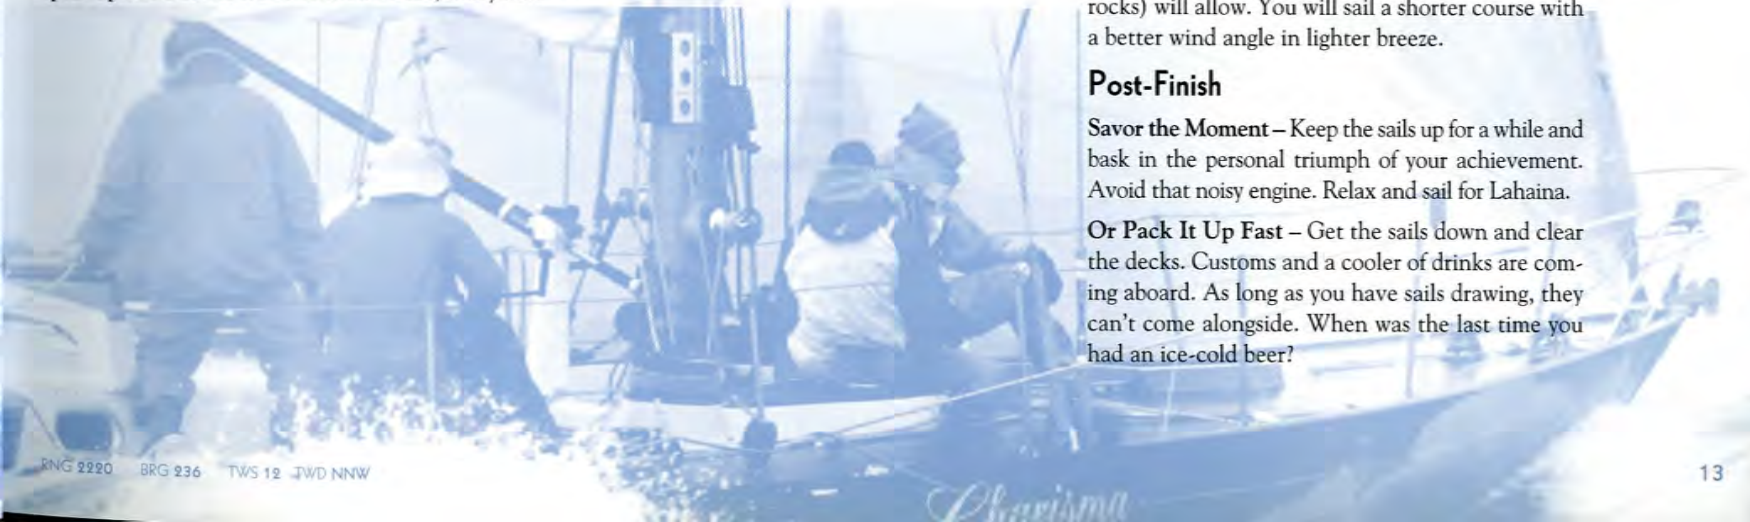 rocks) will allow. You will sail a shorter course with
a better wind angle in lighter breeze.
Post-Finish
Savor the Moment – Keep the sails up for a while and
bask in the personal triumph of your achievement.
Avoid that noisy engine. Relax and sail for Lahaina.
Or Pack It Up Fast – Get the sails down and clear
the decks. Customs and a cooler of drinks are com-
ing aboard. As long as you have sails drawing, they
can't come alongside. When was the last time you
had an ice-cold beer?
RNG 2220 BRG 236 TWS 12 TWD NNW
13
Charisma